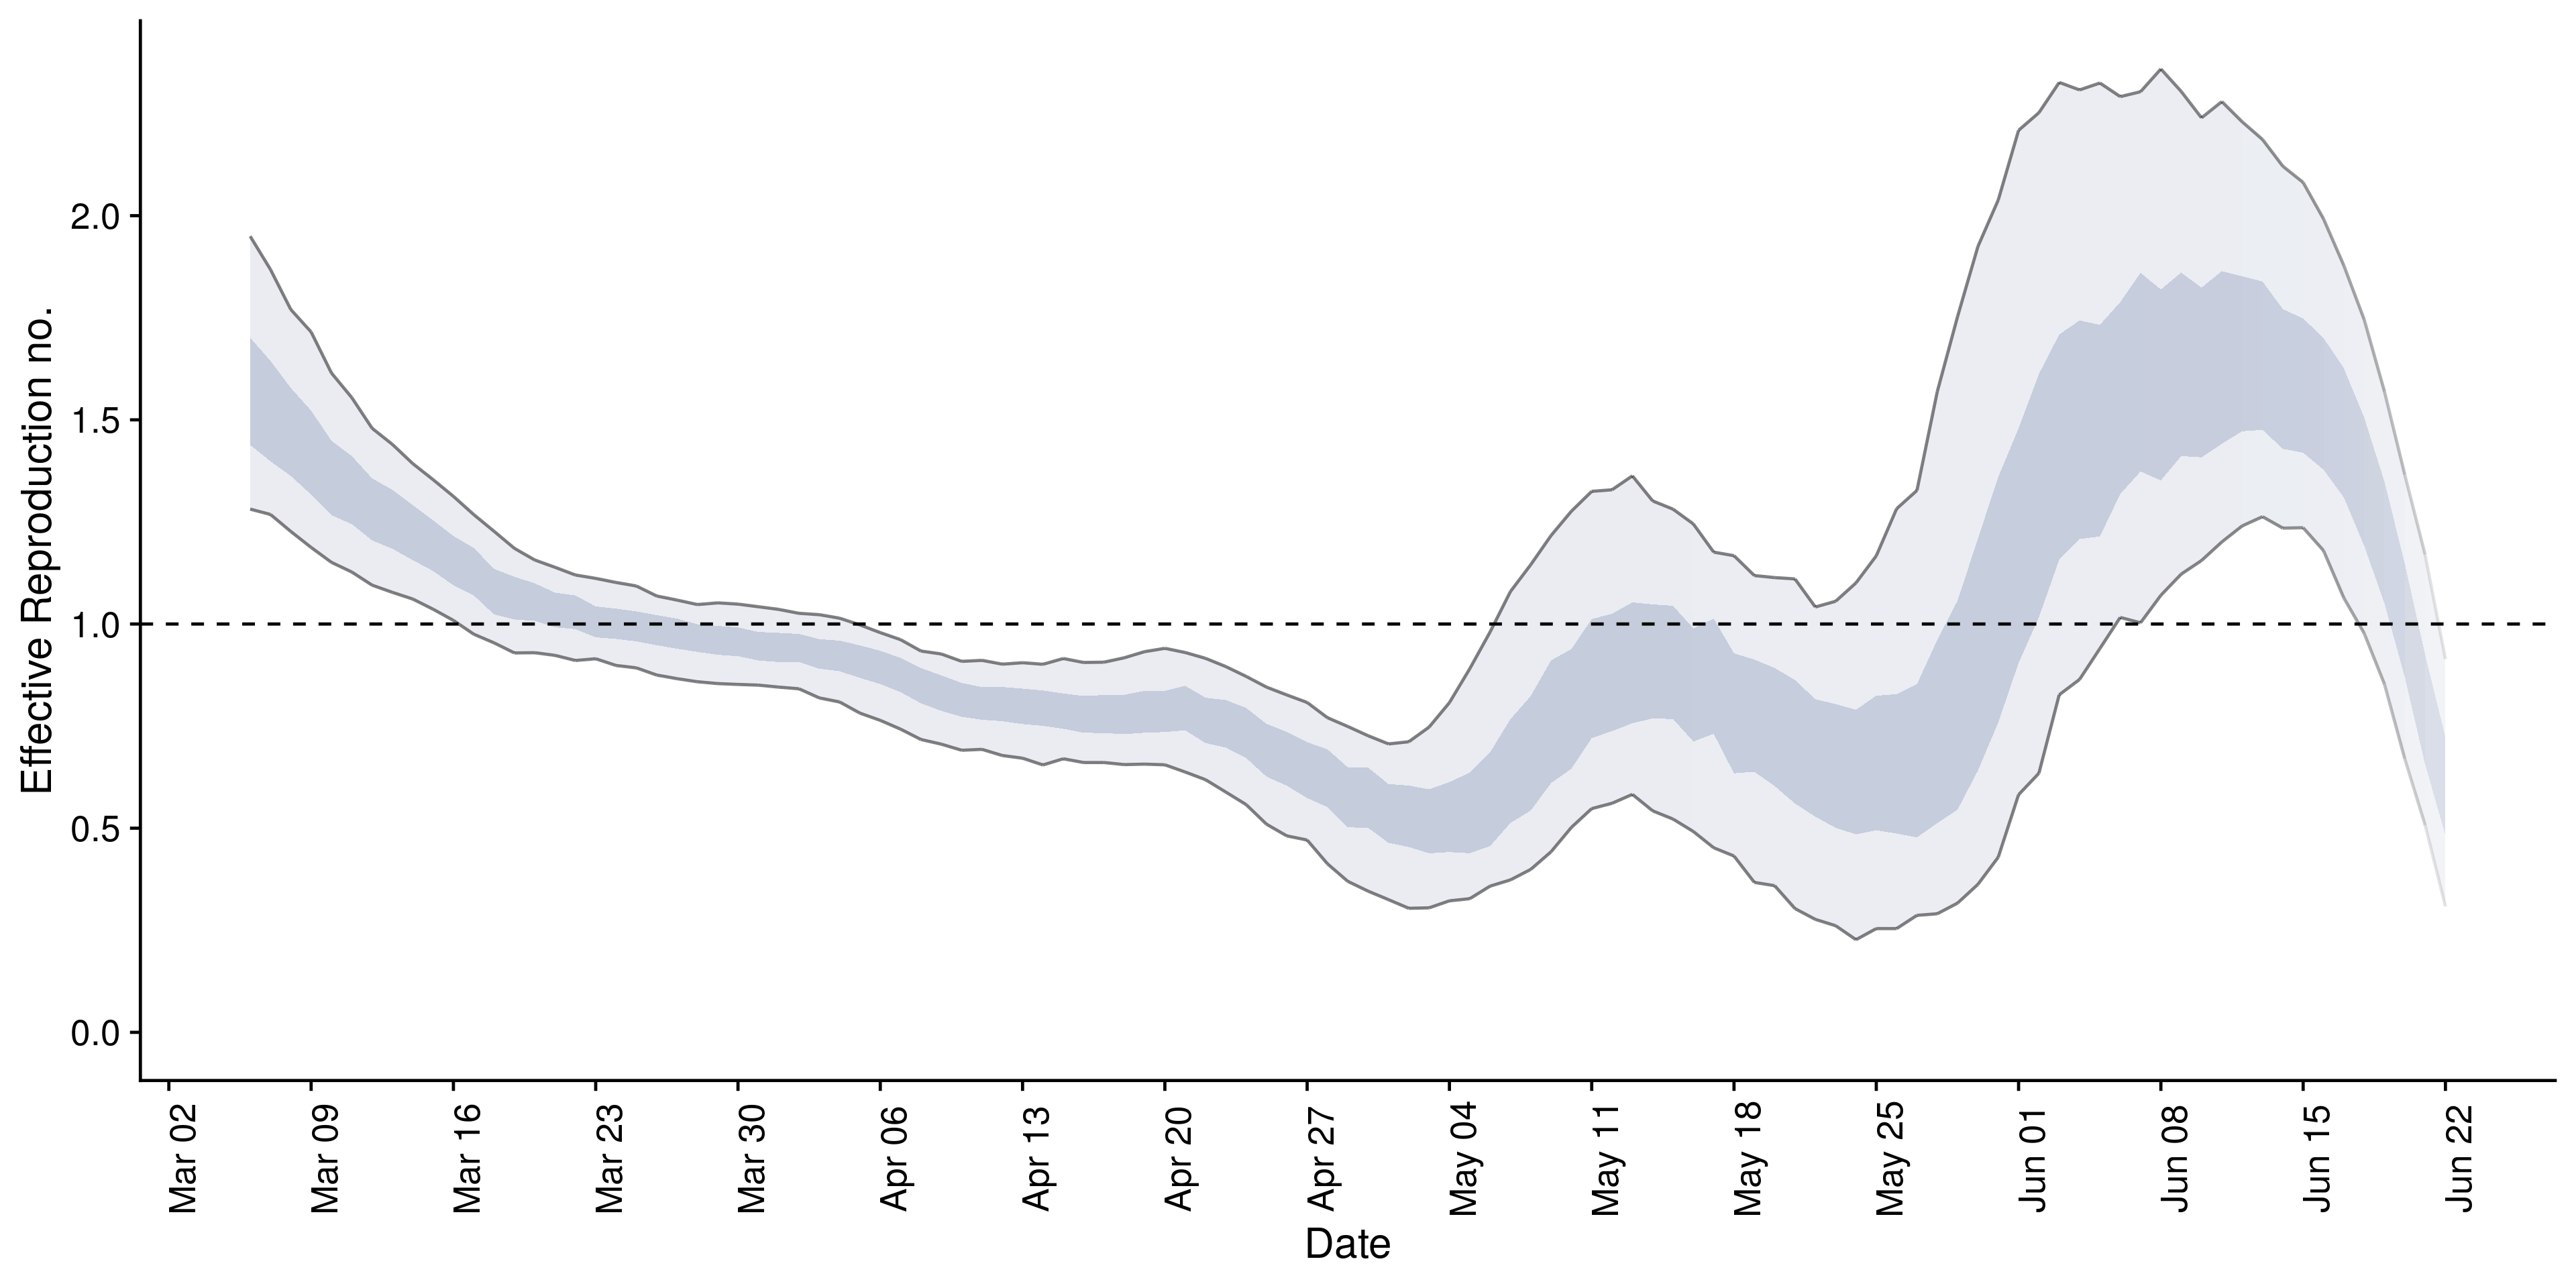 Effective Reproduction no.
2.0
1.5
1.0
0.5
0.0
Mar 02
Mar 09
Mar 16
Mar 23
Mar 30
Apr 06
Apr 13
Apr 20
Apr 27
May 04
May 11
May 18
May 25
Jun 01
Jun 08
Jun 15
Jun 22
Date